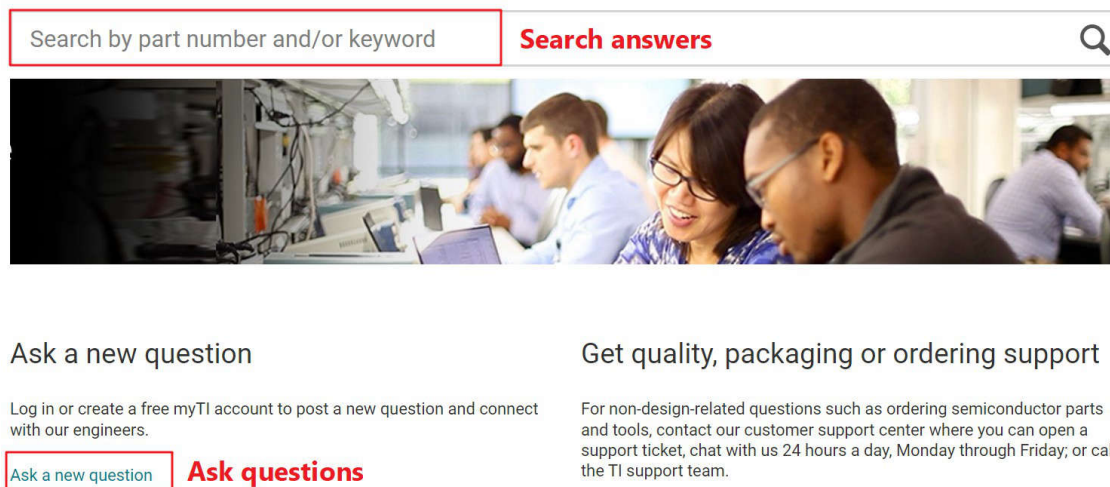 Search by part number and/or keyword Search answers
Ask a new question
Log in or create a free myTI account to post a new question and connect
with our engineers.
Ask a new question Ask questions
Get quality, packaging or ordering support
For non-design-related questions such as ordering semiconductor parts
and tools, contact our customer support center where you can open a
support ticket, chat with us 24 hours a day, Monday through Friday; or cal
the TI support team.